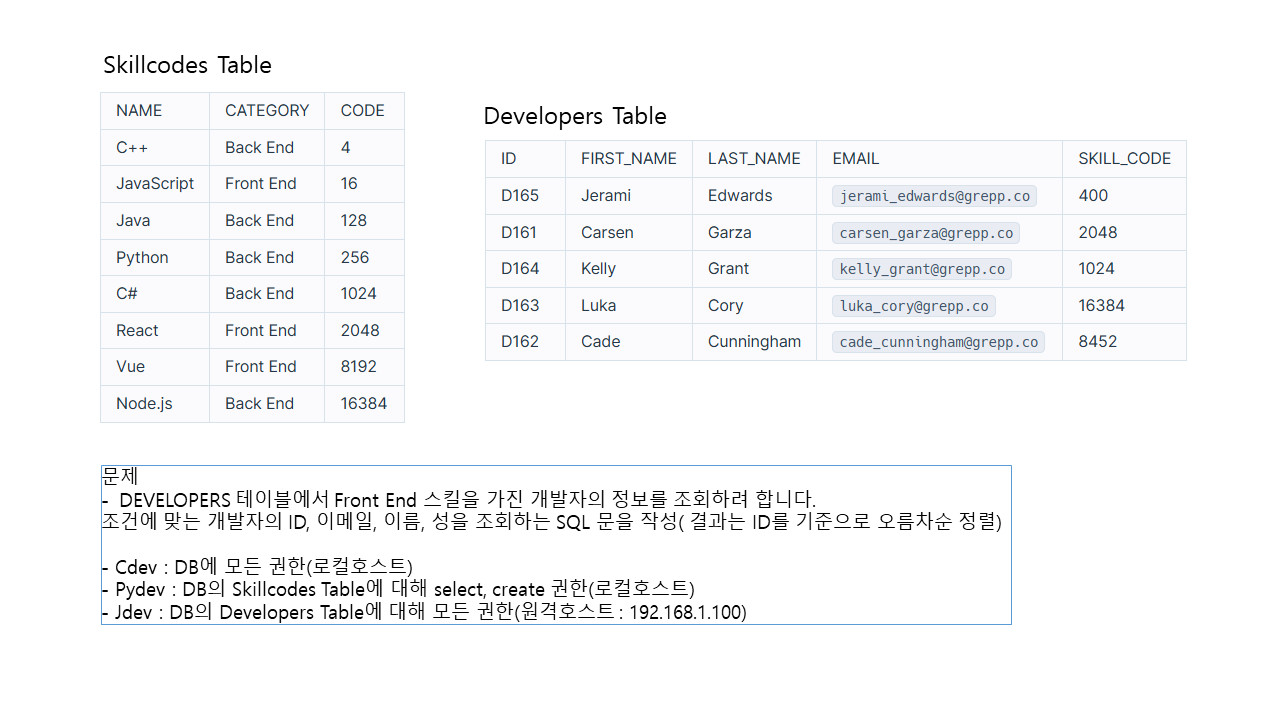 Skillcodes Table
NAME CATEGORY CODE
C++ Back End 4
JavaScript Front End 16
Java Back End 128
Python Back End 256
C# Back End 1024
React Front End 2048
Vue Front End 8192
Node.js Back End 16384
Developers Table
ID FIRST_NAME LAST_NAME EMAIL SKILL_CODE
D165 Jerami Edwards jerami_edwards@grepp.co 400
D161 Carsen Garza carsen_garza@grepp.co 2048
D164 Kelly Grant kelly_grant@grepp.co 1024
D163 Luka Cory luka_cory@grepp.co 16384
D162 Cade Cunningham cade_cunningham@grepp.co 8452
문제
- DEVELOPERS 테이블에서 Front End 스킬을 가진 개발자의 정보를 조회하려 합니다.
조건에 맞는 개발자의 ID, 이메일, 이름, 성을 조회하는 SQL 문을 작성( 결과는 ID를 기준으로 오름차순 정렬)
- Cdev : DB에 모든 권한(로컬호스트)
- Pydev : DB의 Skillcodes Table에 대해 select, create 권한(로컬호스트)
- Jdev : DB의 Developers Table에 대해 모든 권한(원격호스트 : 192.168.1.100)